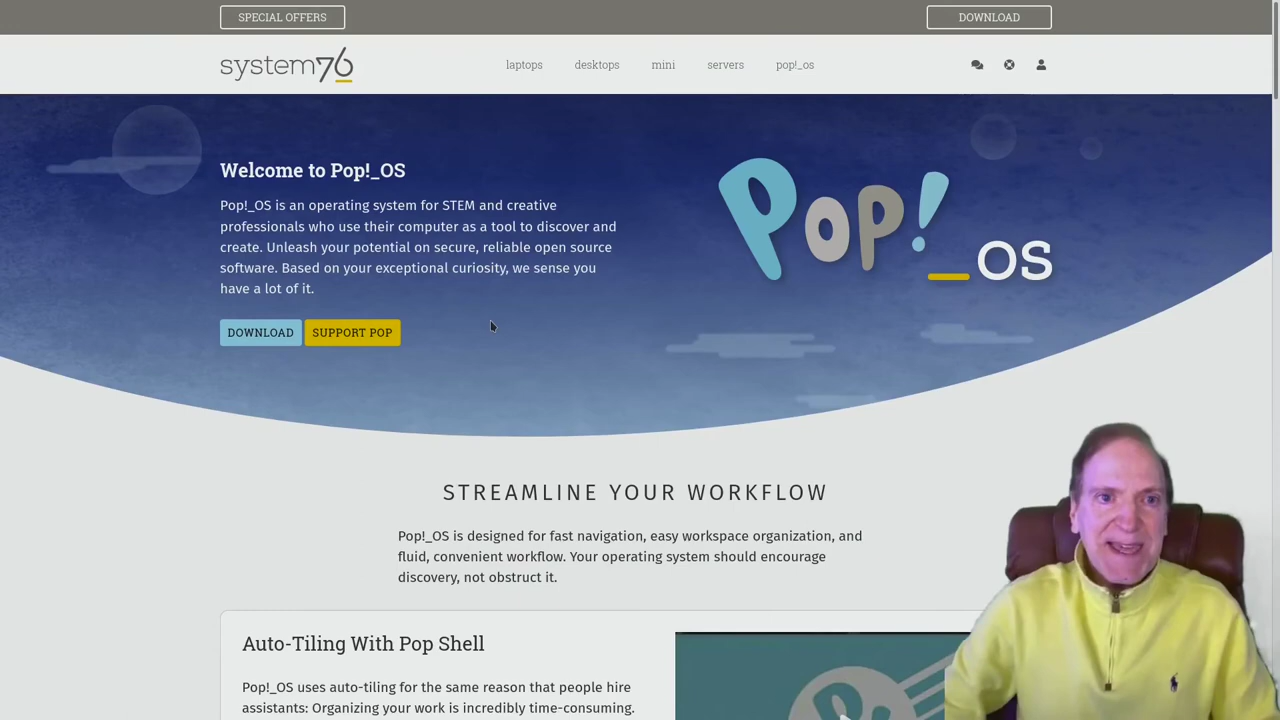 SPECIAL OFFERS
DOWNLOAD
system76
laptops
desktops
mini
servers
pop!_os
Welcome to Pop!_OS
Pop!_OS is an operating system for STEM and creative
professionals who use their computer as a tool to discover and
create. Unleash your potential on secure, reliable open source
software. Based on your exceptional curiosity, we sense you
have a lot of it.
DOWNLOAD
SUPPORT POP
Pop!_OS
STREAMLINE YOUR WORKFLOW
Pop!_OS is designed for fast navigation, easy workspace organization, and
fluid, convenient workflow. Your operating system should encourage
discovery, not obstruct it.
Auto-Tiling With Pop Shell
Pop!_OS uses auto-tiling for the same reason that people hire
assistants: Organizing your work is incredibly time-consuming.